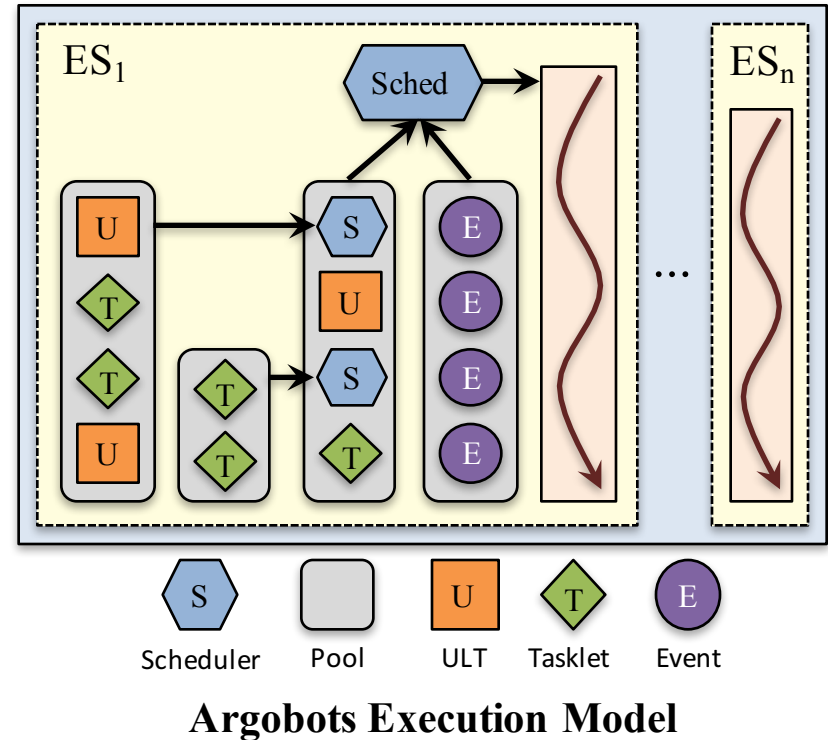 ES1
Sched
ESn
U
T
T
U
T
T
S
U
S
T
E
E
E
E
...
S
U
T
E
Scheduler
Pool
ULT
Tasklet
Event
Argobots Execution Model